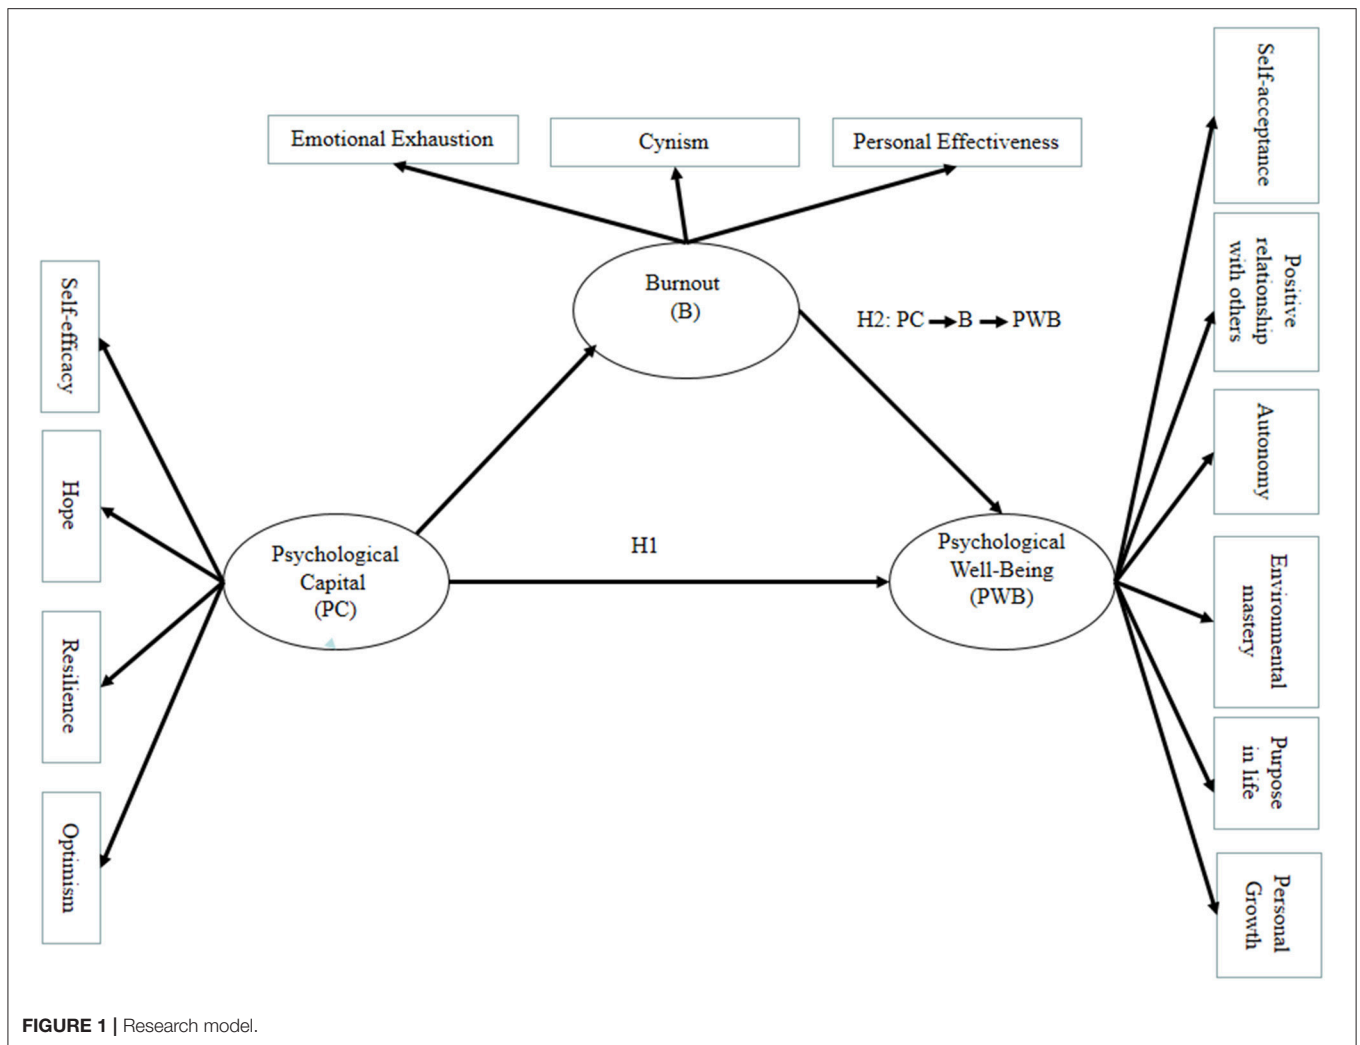 Emotional Exhaustion
Cynism
Personal Effectiveness
Self-acceptance
Positive
relationship
with others
Burnout
(B)
H2: PC → B → PWB
Self-efficacy
Hope
Autonomy
Psychological
Capital
(PC)
H1
Psychological
Well-Being
(PWB)
Environmental
mastery
Resilience
Purpose
in life
Optimism
Personal
Growth
FIGURE 1 | Research model.